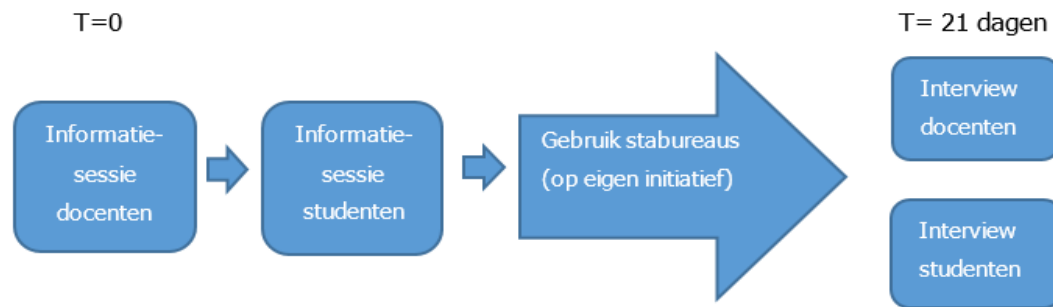 T=0
T= 21 dagen
Informatie-
sessie
docenten
Informatie-
sessie
studenten
Gebruik stabureaus
(op eigen initiatief)
Interview
docenten
Interview
studenten